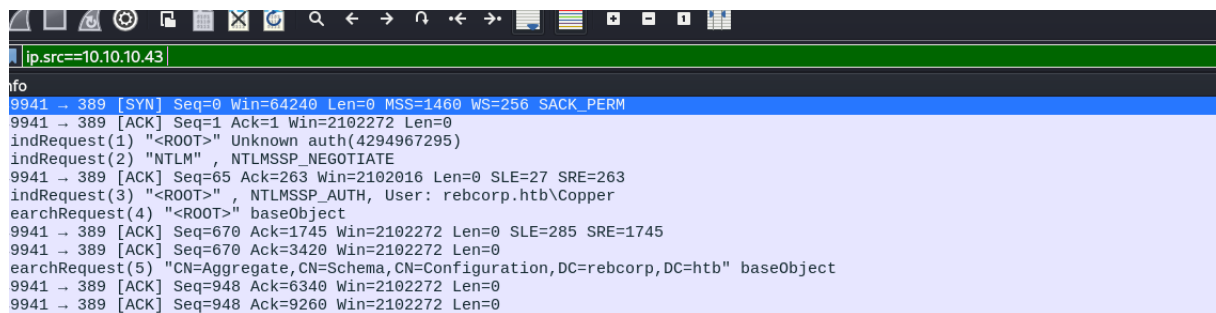 ip.src==10.10.10.43
nfo
9941 → 389 [SYN] Seq=0 Win=64240 Len=0 MSS=1460 WS=256 SACK_PERM
9941 → 389 [ACK] Seq=1 Ack=1 Win=2102272 Len=0
indRequest(1) "<ROOT>" Unknown auth(4294967295)
indRequest(2) "NTLM" , NTLMSSP_NEGOTIATE
9941 → 389 [ACK] Seq=65 Ack=263 Win=2102016 Len=0 SLE=27 SRE=263
indRequest(3) "<ROOT>" , NTLMSSP_AUTH, User: rebcorp.htb\Copper
earchRequest(4) "<ROOT>" baseObject
9941 → 389 [ACK] Seq=670 Ack=1745 Win=2102272 Len=0 SLE=285 SRE=1745
9941 → 389 [ACK] Seq=670 Ack=3420 Win=2102272 Len=0
earchRequest(5) "CN=Aggregate,CN=Schema,CN=Configuration,DC=rebcorp,DC=htb" baseObject
9941 → 389 [ACK] Seq=948 Ack=6340 Win=2102272 Len=0
9941 → 389 [ACK] Seq=948 Ack=9260 Win=2102272 Len=0